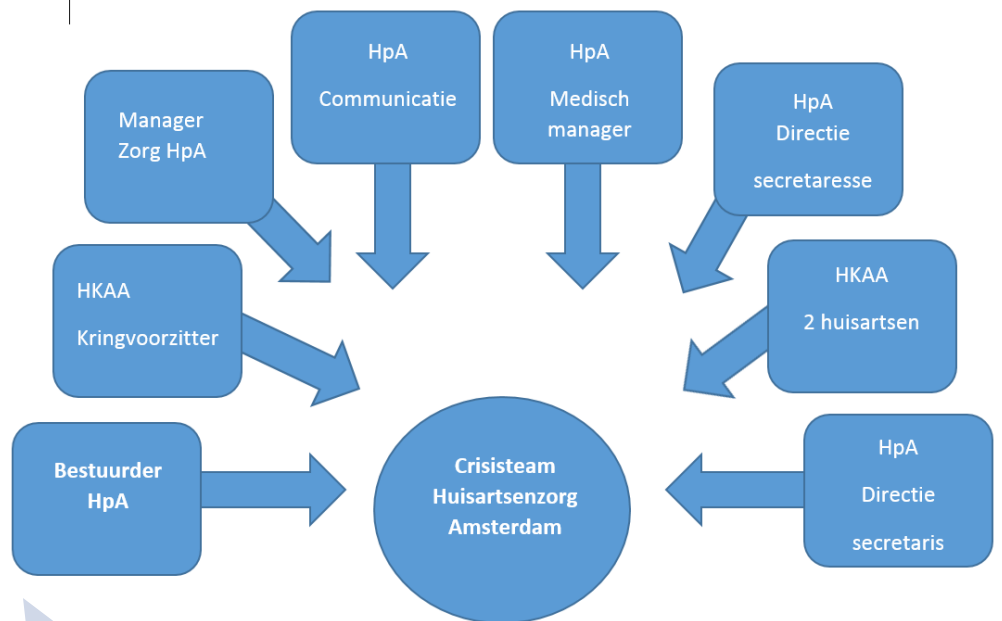 HpA
Communicatie
HpA
Medisch
manager
Manager
Zorg HpA
HpA
Directie
secretaresse
HKAA
Kringvoorzitter
HKAA
2 huisartsen
Bestuurder
HpA
Crisisteam
Huisartsenzorg
Amsterdam
HpA
Directie
secretaris